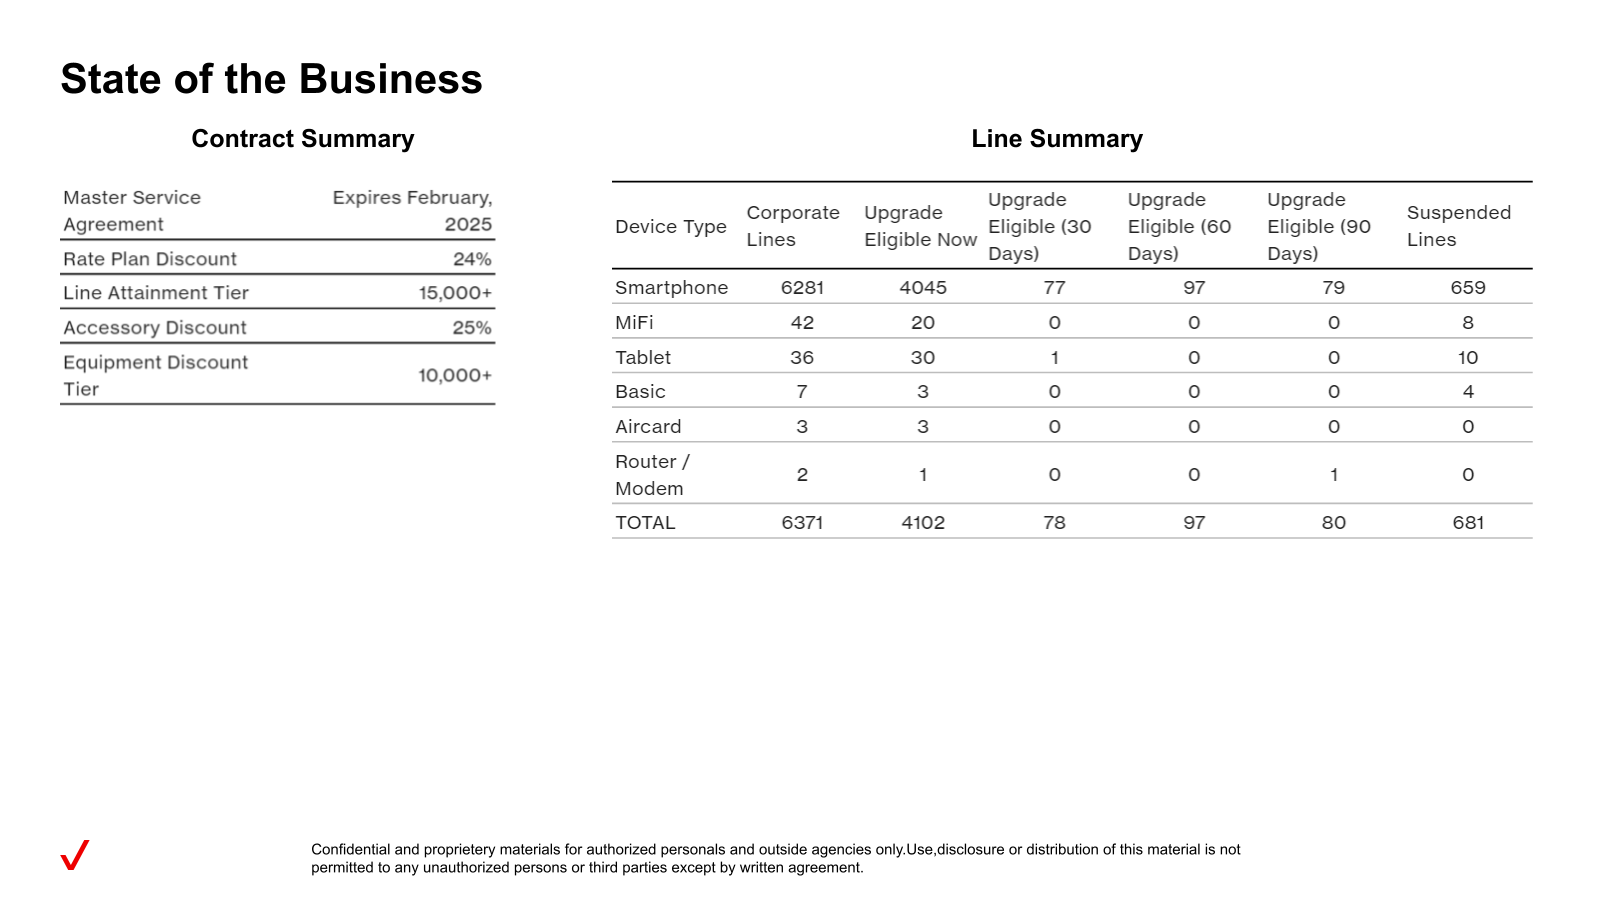 State of the Business
Contract Summary
Master Service Agreement Expires February, 2025
Rate Plan Discount 24%
Line Attainment Tier 15,000+
Accessory Discount 25%
Equipment Discount Tier 10,000+
Line Summary
Device Type Corporate Lines Upgrade Eligible Now Upgrade Eligible (30 Days) Upgrade Eligible (60 Days) Upgrade Eligible (90 Days) Suspended Lines
Smartphone 6281 4045 77 97 79 659
MiFi 42 20 0 0 0 8
Tablet 36 30 1 0 0 10
Basic 7 3 0 0 0 4
Aircard 3 3 0 0 0 0
Router / Modem 2 1 0 0 1 0
TOTAL 6371 4102 78 97 80 681
Confidential and proprietery materials for authorized personals and outside agencies only.Use,disclosure or distribution of this material is not
permitted to any unauthorized persons or third parties except by written agreement.